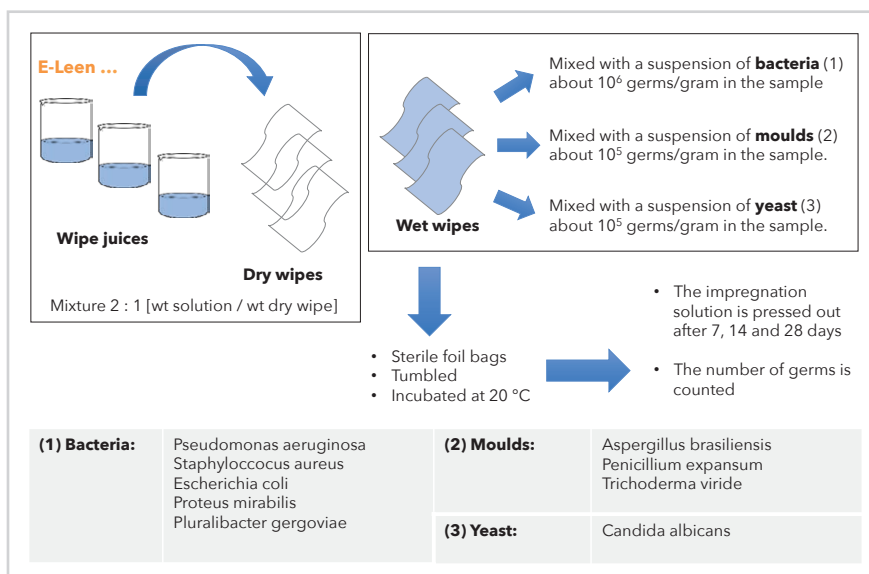 E-Leen ...
Wipe juices
Dry wipes
Mixture 2 : 1 [wt solution / wt dry wipe]
Wet wipes
Mixed with a suspension of bacteria (1)
about 10⁶ germs/gram in the sample
Mixed with a suspension of moulds (2)
about 10⁵ germs/gram in the sample.
Mixed with a suspension of yeast (3)
about 10⁵ germs/gram in the sample.
• Sterile foil bags
• Tumbled
• Incubated at 20 °C
• The impregnation
solution is pressed out
after 7, 14 and 28 days
• The number of germs is
counted
(1) Bacteria:
Pseudomonas aeruginosa
Staphyloccocus aureus
Escherichia coli
Proteus mirabilis
Pluralibacter gergoviae
(2) Moulds:
Aspergillus brasiliensis
Penicillium expansum
Trichoderma viride
(3) Yeast:
Candida albicans